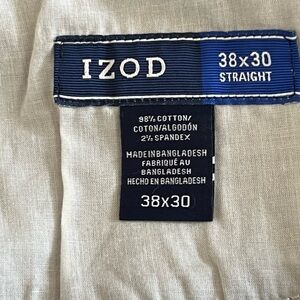 IZOD
38x30
STRAIGHT
98% COTTON/
COTON/ALGODÓN
2% SPANDEX
MADE IN BANGLADESH
FABRIQUÉ AU
BANGLADESH
HECHO EN BANGLADESH
38x30